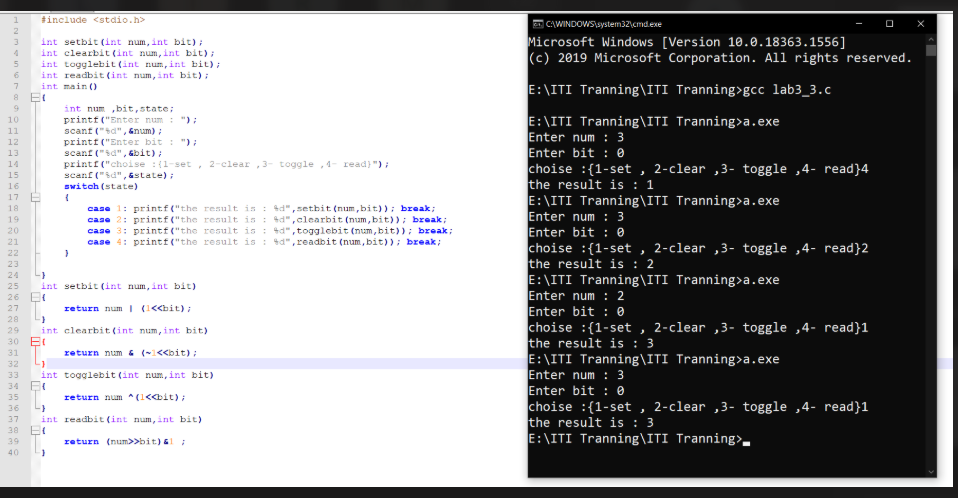 1 #include <stdio.h>
2
3 int setbit(int num,int bit);
4 int clearbit(int num,int bit);
5 int togglebit(int num,int bit);
6 int readbit(int num,int bit);
7 int main()
8 {
9 int num ,bit,state;
10 printf("Enter num : ");
11 scanf("%d",&num);
12 printf("Enter bit : ");
13 scanf("%d",&bit);
14 printf("choise :{1-set , 2-clear ,3- toggle ,4- read}");
15 scanf("%d",&state);
16 switch(state)
17 {
18 case 1: printf("the result is : %d",setbit(num,bit)); break;
19 case 2: printf("the result is : %d",clearbit(num,bit)); break;
20 case 3: printf("the result is : %d",togglebit(num,bit)); break;
21 case 4: printf("the result is : %d",readbit(num,bit)); break;
22 }
23
24 }
25 int setbit(int num,int bit)
26 {
27 return num | (1<<bit);
28 }
29 int clearbit(int num,int bit)
30 {
31 return num & (~1<<bit);
32 }
33 int togglebit(int num,int bit)
34 {
35 return num ^(1<<bit);
36 }
37 int readbit(int num,int bit)
38 {
39 return (num>>bit)&1 ;
40 }
C:\WINDOWS\system32\cmd.exe
Microsoft Windows [Version 10.0.18363.1556]
(c) 2019 Microsoft Corporation. All rights reserved.
E:\ITI Tranning\ITI Tranning>gcc lab3_3.c
E:\ITI Tranning\ITI Tranning>a.exe
Enter num : 3
Enter bit : 0
choise :{1-set , 2-clear ,3- toggle ,4- read}4
the result is : 1
E:\ITI Tranning\ITI Tranning>a.exe
Enter num : 3
Enter bit : 0
choise :{1-set , 2-clear ,3- toggle ,4- read}2
the result is : 2
E:\ITI Tranning\ITI Tranning>a.exe
Enter num : 2
Enter bit : 0
choise :{1-set , 2-clear ,3- toggle ,4- read}1
the result is : 3
E:\ITI Tranning\ITI Tranning>a.exe
Enter num : 3
Enter bit : 0
choise :{1-set , 2-clear ,3- toggle ,4- read}1
the result is : 3
E:\ITI Tranning\ITI Tranning>